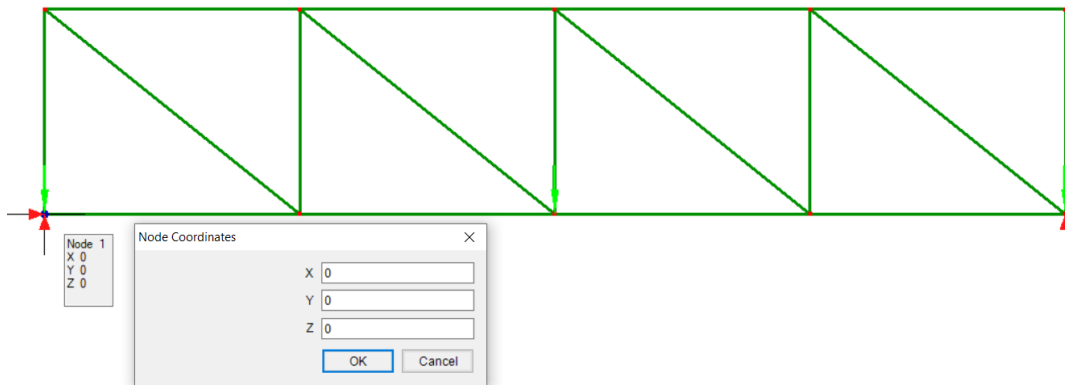 Node 1
X 0
Y 0
Z 0
Node Coordinates
X 0
Y 0
Z 0
OK Cancel